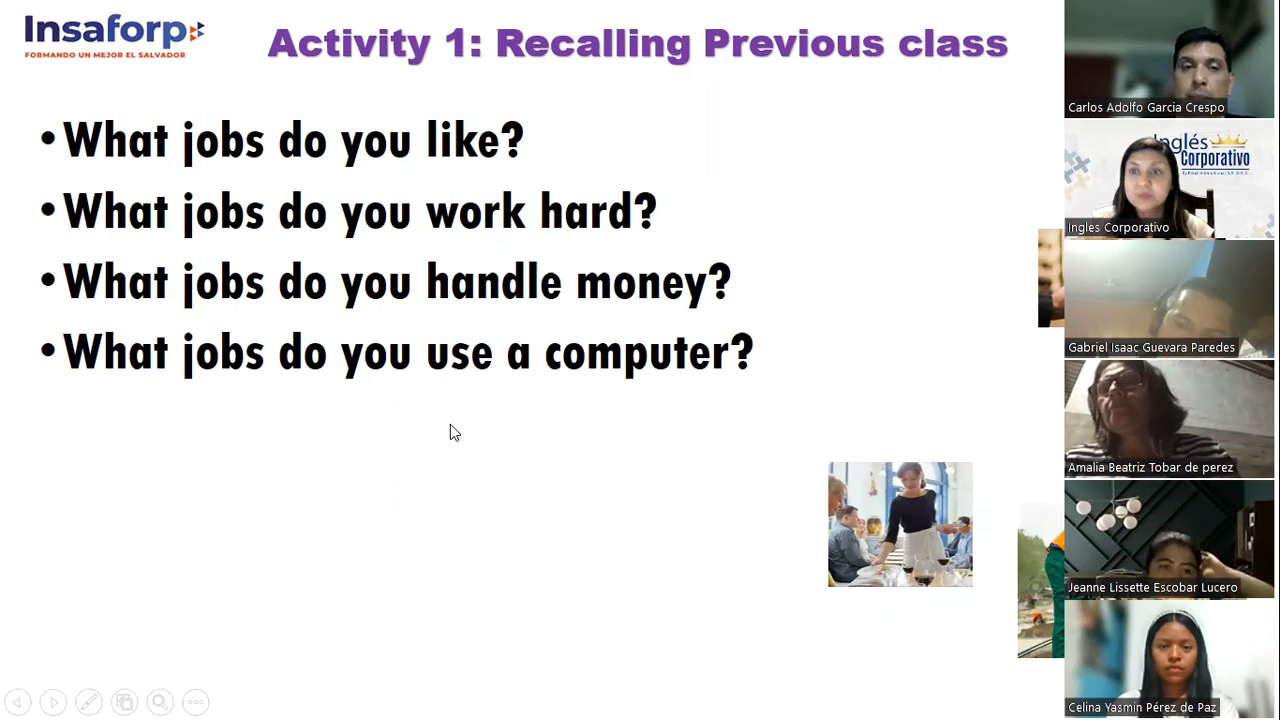 Insaforp
FORMANDO UN MEJOR EL SALVADOR
Activity 1: Recalling Previous class
• What jobs do you like?
• What jobs do you work hard?
• What jobs do you handle money?
• What jobs do you use a computer?
Carlos Adolfo Garcia Crespo
Inglés
Corporativo
Ingles Corporativo
Gabriel Isaac Guevara Paredes
Amalia Beatriz Tobar de perez
Jeanne Lissette Escobar Lucero
Celina Yasmin Pérez de Paz